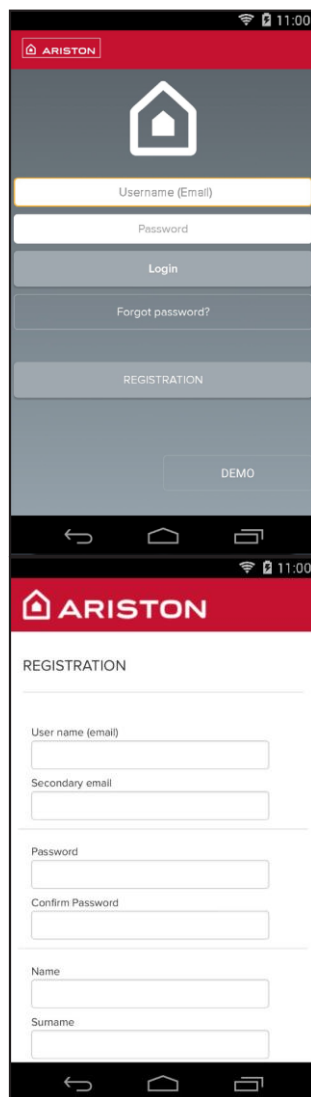 11:00
ARISTON
Username (Email)
Password
Login
Forgot password?
REGISTRATION
DEMO
11:00
ARISTON
REGISTRATION
User name (email)
Secondary email
Password
Confirm Password
Name
Surname